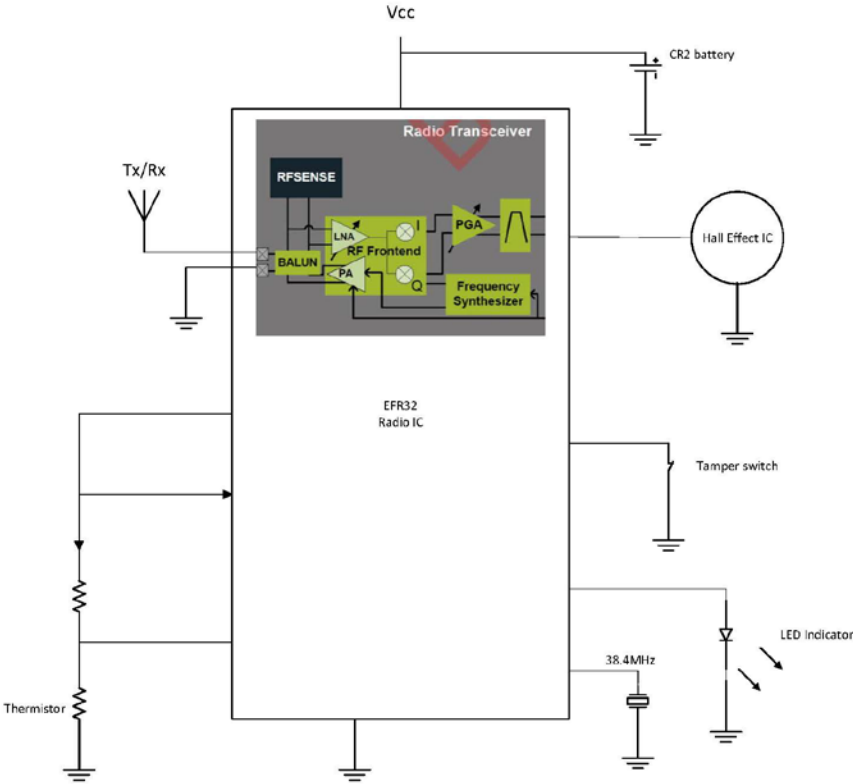 Vcc
CR2 battery
Radio Transceiver
Tx/Rx
RFSENSE
LNA
I
PGA
RF Frontend
Hall Effect IC
BALUN
PA
Q
Frequency
Synthesizer
EFR32
Radio IC
Tamper switch
LED Indicator
38.4MHz
Thermistor